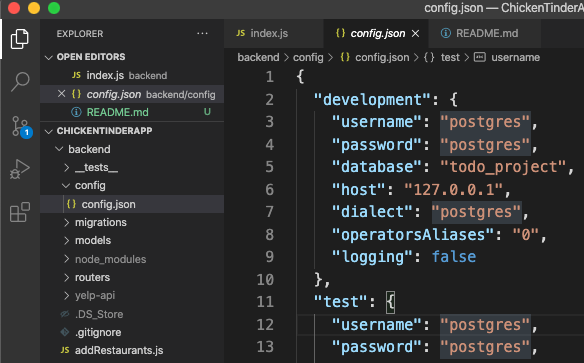 config.json — ChickenTinderA
EXPLORER ...
OPEN EDITORS
JS index.js backend
X {} config.json backend/config
README.md U
CHICKENTINDERAPP
backend
__tests__
config
{} config.json
migrations
models
node_modules
routers
yelp-api
.DS_Store
.gitignore
JS addRestaurants.js
1
JS index.js
{} config.json X
README.md
backend > config > {} config.json > {} test > abc username
1 {
2 "development": {
3 "username": "postgres",
4 "password": "postgres",
5 "database": "todo_project",
6 "host": "127.0.0.1",
7 "dialect": "postgres",
8 "operatorsAliases": "0",
9 "logging": false
10 },
11 "test": {
12 "username": "postgres",
13 "password": "postgres",